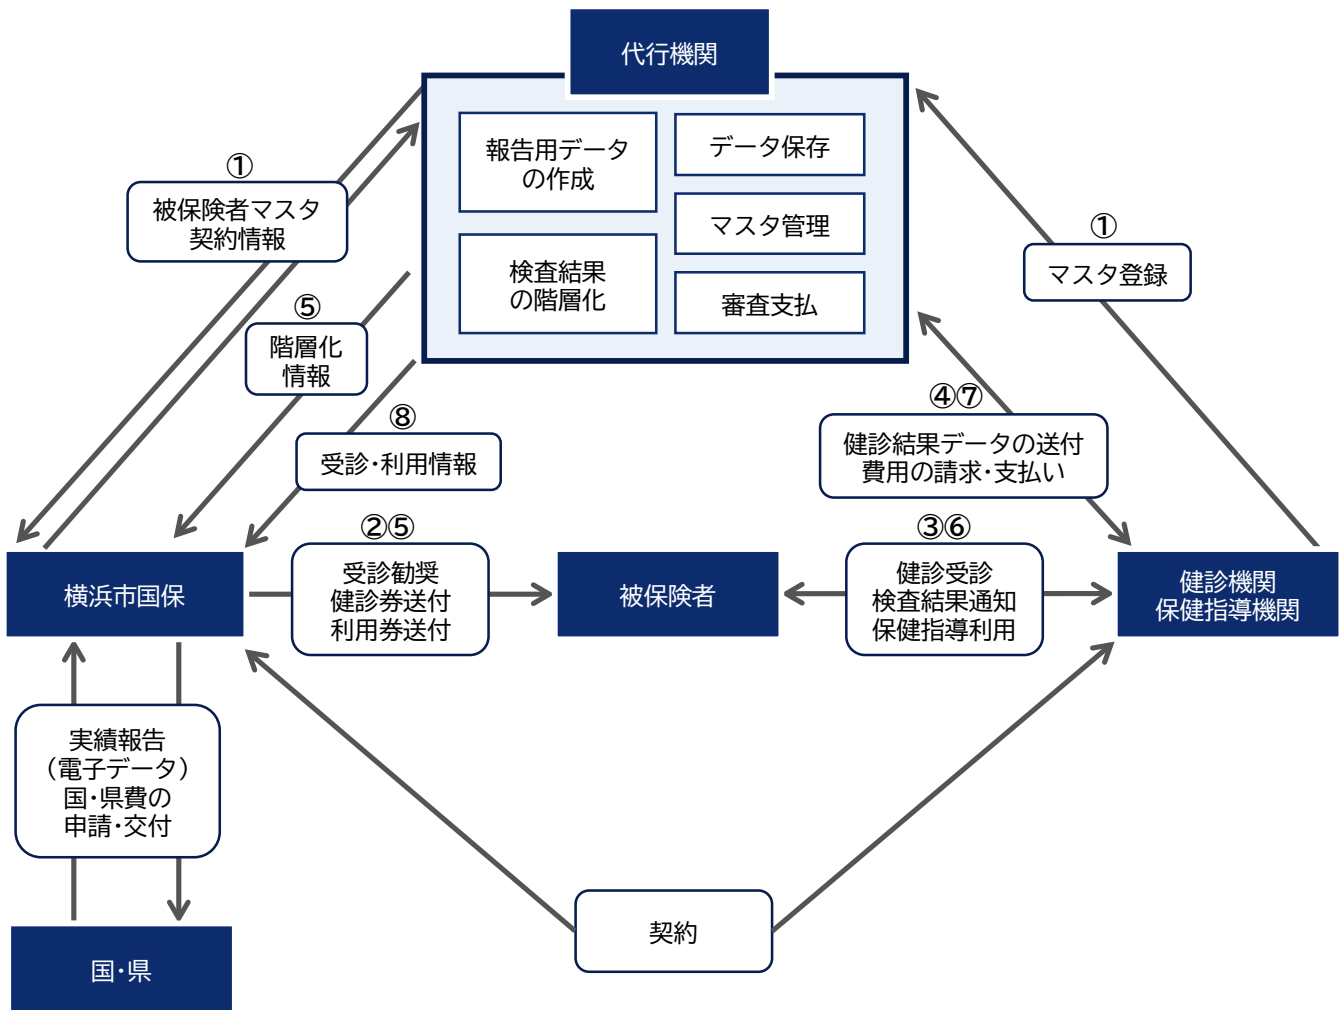 代行機関
報告用データ
の作成
データ保存
マスタ管理
検査結果
の階層化
審査支払
①
被保険者マスタ
契約情報
①
マスタ登録
⑤
階層化
情報
⑧
受診・利用情報
④⑦
健診結果データの送付
費用の請求・支払い
②⑤
受診勧奨
健診券送付
利用券送付
③⑥
健診受診
検査結果通知
保健指導利用
横浜市国保
被保険者
健診機関
保健指導機関
実績報告
（電子データ）
国・県費の
申請・交付
契約
国・県